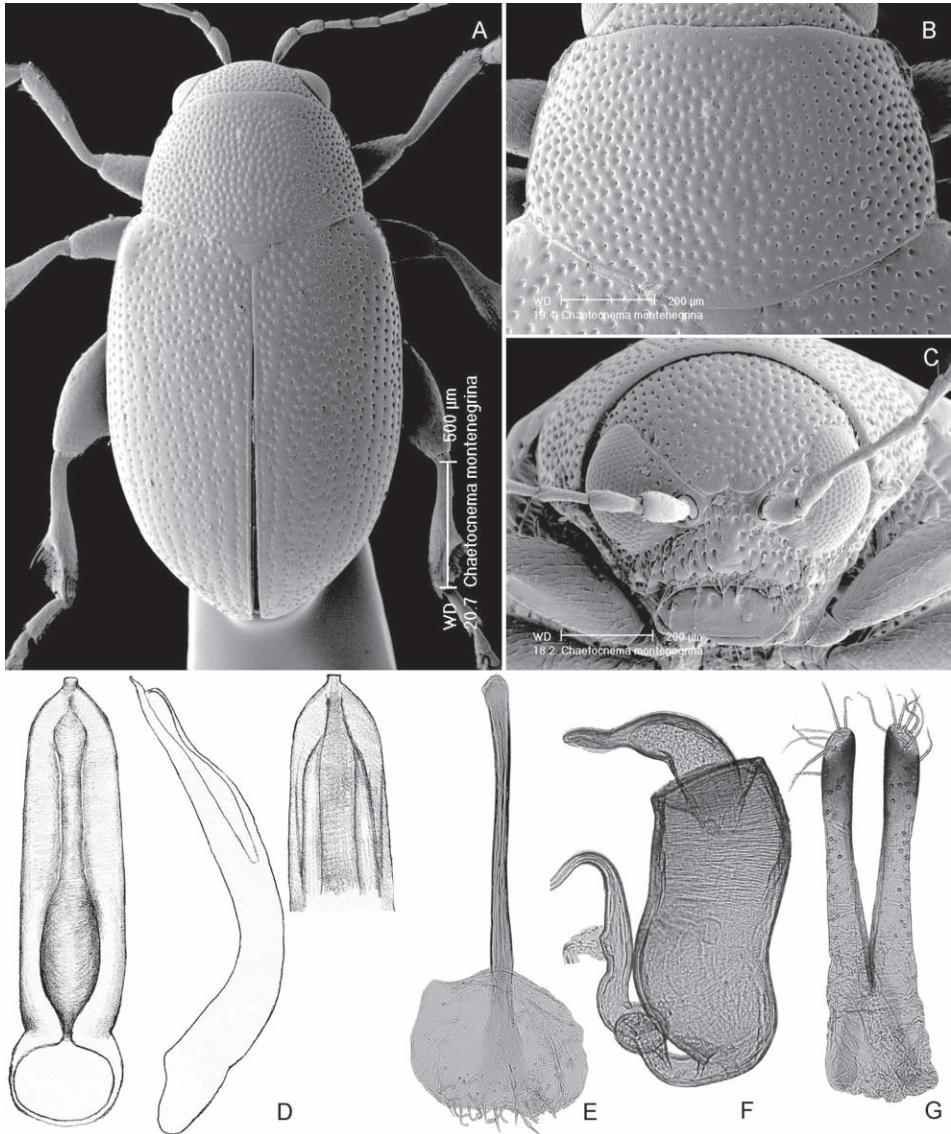 A
500 µm
WD
20.7 Chaetocnema montenegrina
B
WD 200 µm
19.4 Chaetocnema montenegrina
C
WD 200 µm
18.2 Chaetocnema montenegrina
D
E
F
G